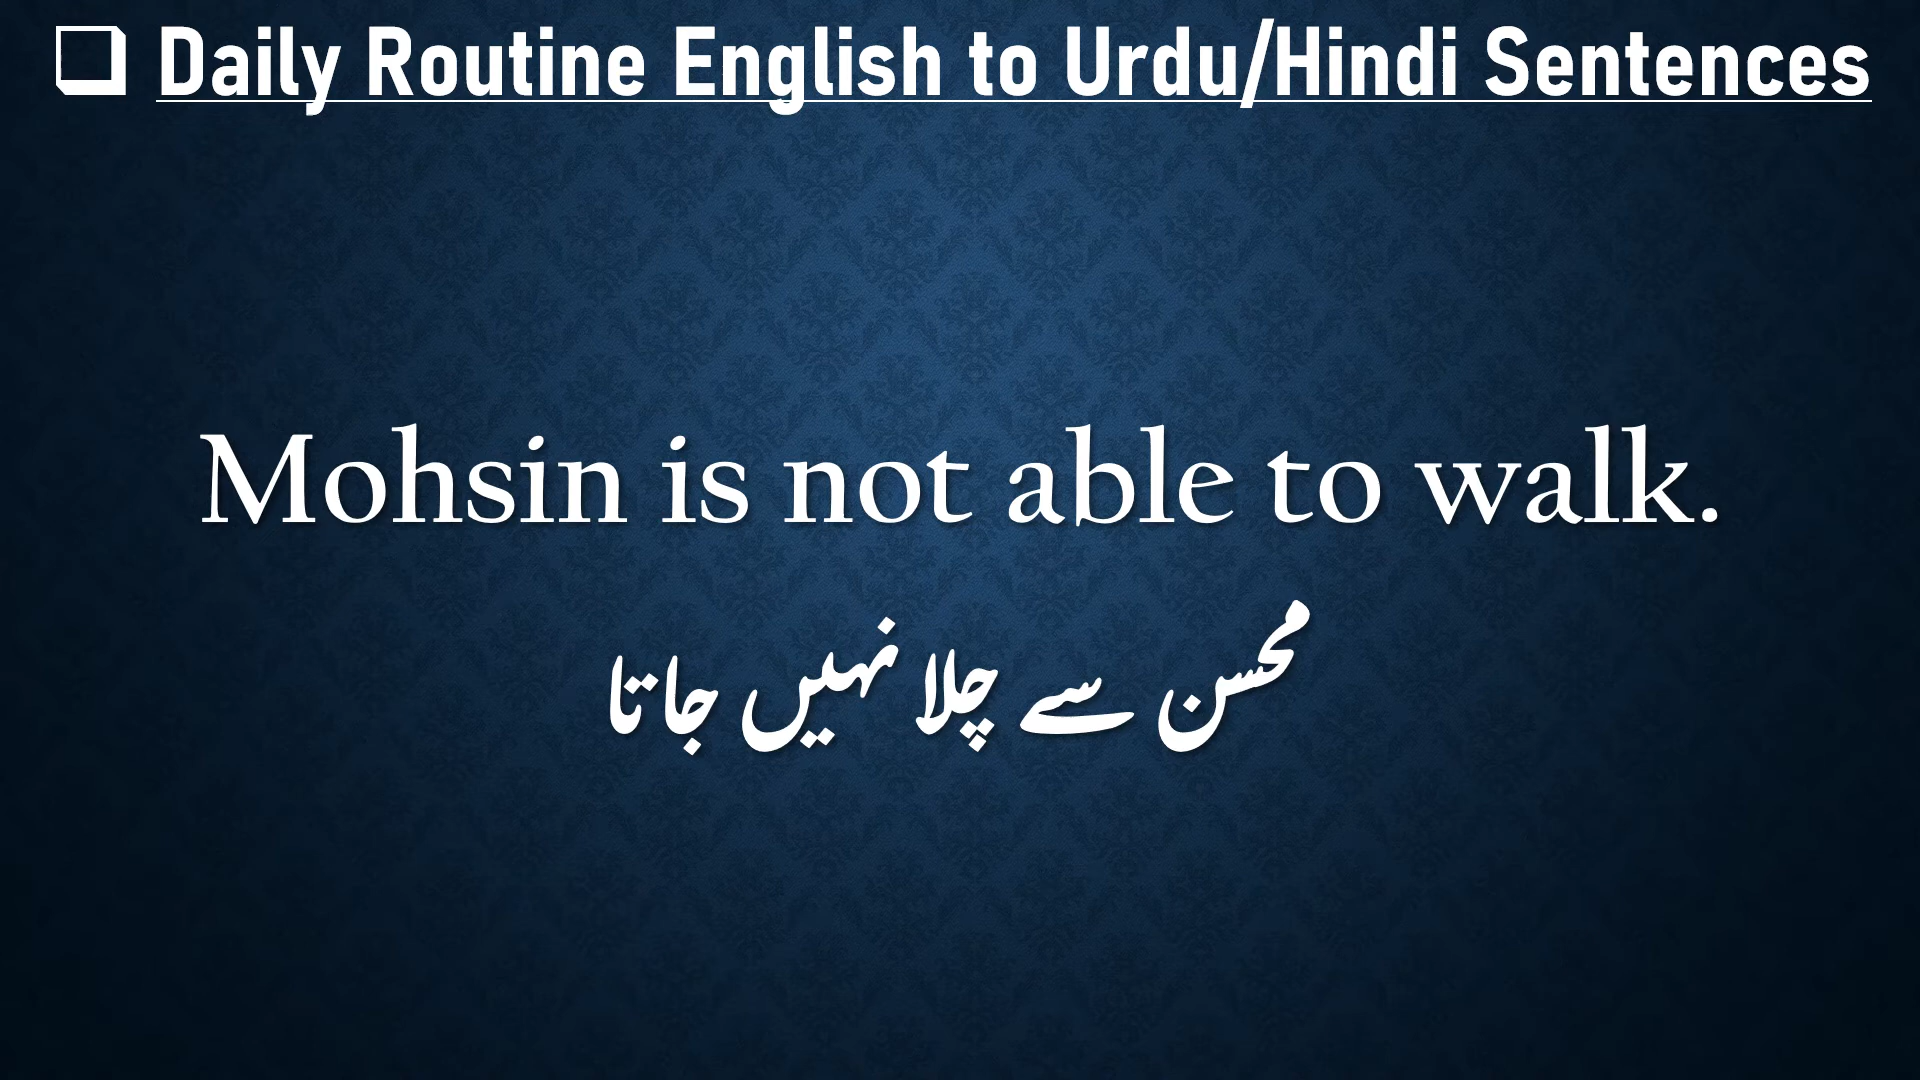 ❑ Daily Routine English to Urdu/Hindi Sentences
Mohsin is not able to walk.
محسن سے چلا نہیں جاتا